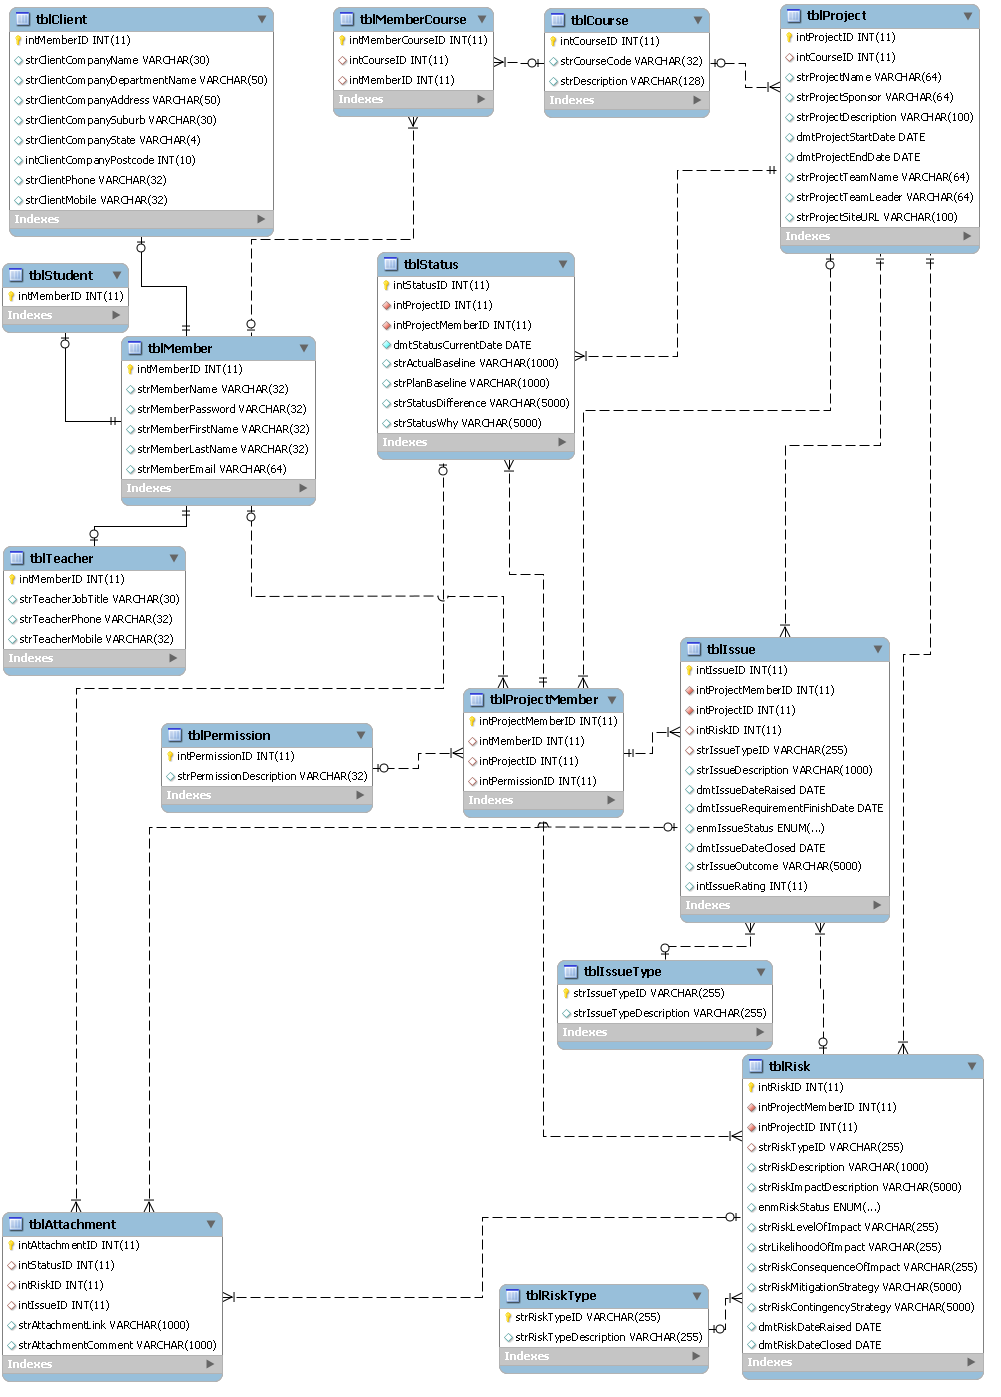 tblClient
intMemberID INT(11)
strClientCompanyName VARCHAR(30)
strClientCompanyDepartmentName VARCHAR(50)
strClientCompanyAddress VARCHAR(50)
strClientCompanySuburb VARCHAR(30)
strClientCompanyState VARCHAR(4)
intClientCompanyPostcode INT(10)
strClientPhone VARCHAR(32)
strClientMobile VARCHAR(32)
Indexes
tblMemberCourse
intMemberCourseID INT(11)
intCourseID INT(11)
intMemberID INT(11)
Indexes
tblCourse
intCourseID INT(11)
strCourseCode VARCHAR(32)
strDescription VARCHAR(128)
Indexes
tblProject
intProjectID INT(11)
intCourseID INT(11)
strProjectName VARCHAR(64)
strProjectSponsor VARCHAR(64)
strProjectDescription VARCHAR(100)
dmtProjectStartDate DATE
dmtProjectEndDate DATE
strProjectTeamName VARCHAR(64)
strProjectTeamLeader VARCHAR(64)
strProjectSiteURL VARCHAR(100)
Indexes
tblStudent
intMemberID INT(11)
Indexes
tblStatus
intStatusID INT(11)
intProjectID INT(11)
intProjectMemberID INT(11)
dmtStatusCurrentDate DATE
strActualBaseline VARCHAR(1000)
strPlanBaseline VARCHAR(1000)
strStatusDifference VARCHAR(5000)
strStatusWhy VARCHAR(5000)
Indexes
tblMember
intMemberID INT(11)
strMemberName VARCHAR(32)
strMemberPassword VARCHAR(32)
strMemberFirstName VARCHAR(32)
strMemberLastName VARCHAR(32)
strMemberEmail VARCHAR(64)
Indexes
tblTeacher
intMemberID INT(11)
strTeacherJobTitle VARCHAR(30)
strTeacherPhone VARCHAR(32)
strTeacherMobile VARCHAR(32)
Indexes
tblIssue
intIssueID INT(11)
intProjectMemberID INT(11)
intProjectID INT(11)
intRiskID INT(11)
strIssueTypeID VARCHAR(255)
strIssueDescription VARCHAR(1000)
dmtIssueDateRaised DATE
dmtIssueRequirementFinishDate DATE
enmIssueStatus ENUM(...)
dmtIssueDateClosed DATE
strIssueOutcome VARCHAR(5000)
intIssueRating INT(11)
Indexes
tblProjectMember
intProjectMemberID INT(11)
intMemberID INT(11)
intProjectID INT(11)
intPermissionID INT(11)
Indexes
tblPermission
intPermissionID INT(11)
strPermissionDescription VARCHAR(32)
Indexes
tblIssueType
strIssueTypeID VARCHAR(255)
strIssueTypeDescription VARCHAR(255)
Indexes
tblRisk
intRiskID INT(11)
intProjectMemberID INT(11)
intProjectID INT(11)
strRiskTypeID VARCHAR(255)
strRiskDescription VARCHAR(1000)
strRiskImpactDescription VARCHAR(5000)
enmRiskStatus ENUM(...)
strRiskLevelOfImpact VARCHAR(255)
strLikelihoodOfImpact VARCHAR(255)
strRiskConsequenceOfImpact VARCHAR(255)
strRiskMitigationStrategy VARCHAR(5000)
strRiskContingencyStrategy VARCHAR(5000)
dmtRiskDateRaised DATE
dmtRiskDateClosed DATE
Indexes
tblAttachment
intAttachmentID INT(11)
intStatusID INT(11)
intRiskID INT(11)
intIssueID INT(11)
strAttachmentLink VARCHAR(1000)
strAttachmentComment VARCHAR(1000)
Indexes
tblRiskType
strRiskTypeID VARCHAR(255)
strRiskTypeDescription VARCHAR(255)
Indexes